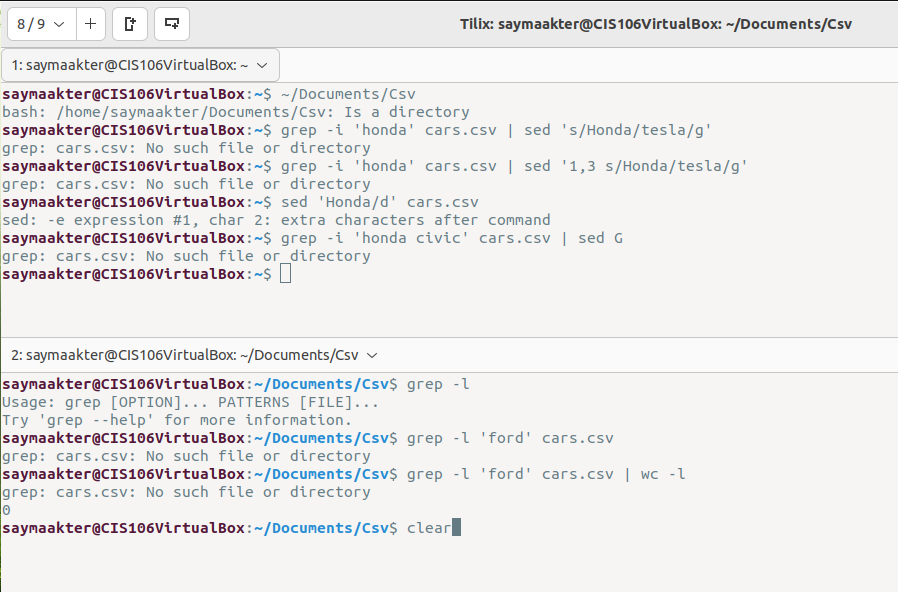 8 / 9
Tilix: saymaakter@CIS106VirtualBox: ~/Documents/Csv
1: saymaakter@CIS106VirtualBox: ~
saymaakter@CIS106VirtualBox:~$ ~/Documents/Csv
bash: /home/saymaakter/Documents/Csv: Is a directory
saymaakter@CIS106VirtualBox:~$ grep -i 'honda' cars.csv | sed 's/Honda/tesla/g'
grep: cars.csv: No such file or directory
saymaakter@CIS106VirtualBox:~$ grep -i 'honda' cars.csv | sed '1,3 s/Honda/tesla/g'
grep: cars.csv: No such file or directory
saymaakter@CIS106VirtualBox:~$ sed 'Honda/d' cars.csv
sed: -e expression #1, char 2: extra characters after command
saymaakter@CIS106VirtualBox:~$ grep -i 'honda civic' cars.csv | sed G
grep: cars.csv: No such file or directory
saymaakter@CIS106VirtualBox:~$
2: saymaakter@CIS106VirtualBox: ~/Documents/Csv
saymaakter@CIS106VirtualBox:~/Documents/Csv$ grep -l
Usage: grep [OPTION]... PATTERNS [FILE]...
Try 'grep --help' for more information.
saymaakter@CIS106VirtualBox:~/Documents/Csv$ grep -l 'ford' cars.csv
grep: cars.csv: No such file or directory
saymaakter@CIS106VirtualBox:~/Documents/Csv$ grep -l 'ford' cars.csv | wc -l
grep: cars.csv: No such file or directory
0
saymaakter@CIS106VirtualBox:~/Documents/Csv$ clear